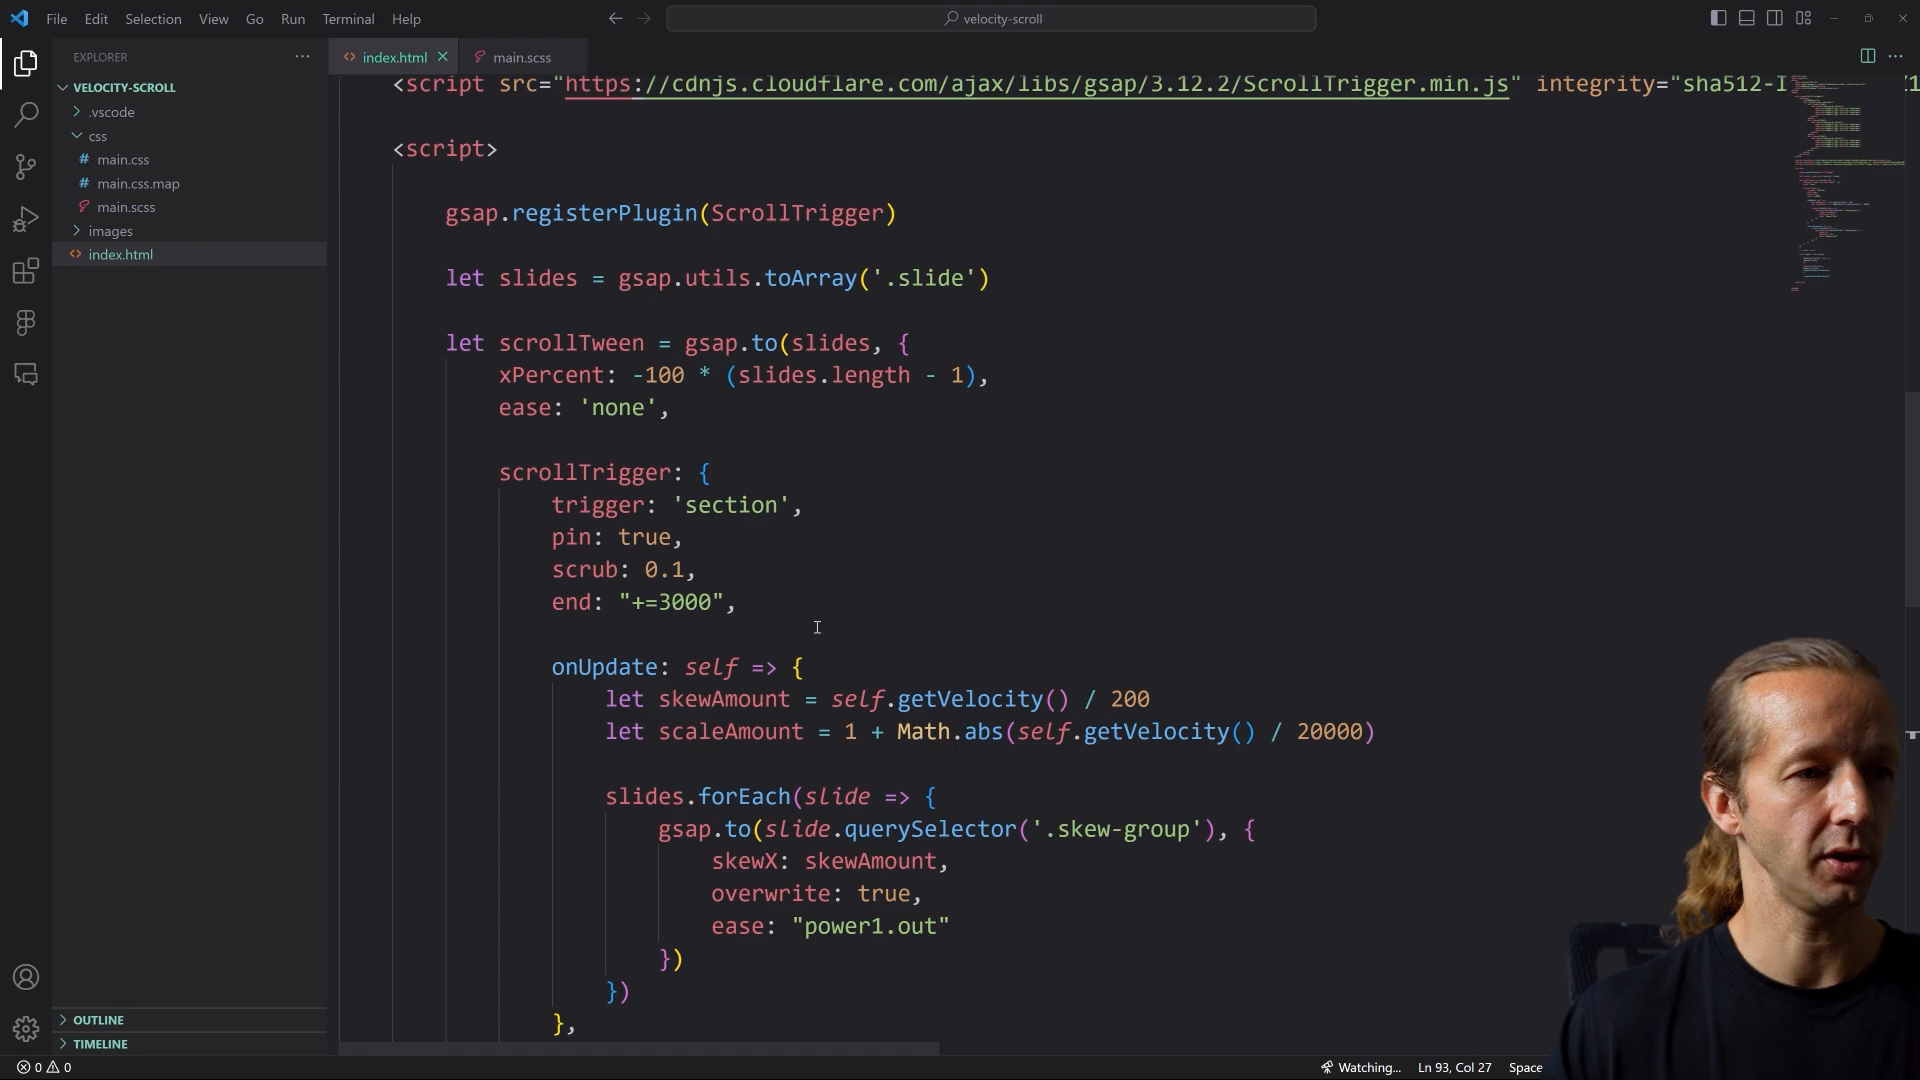 File Edit Selection View Go Run Terminal Help
velocity-scroll
EXPLORER
index.html
main.scss
VELOCITY-SCROLL
.vscode
css
main.css
main.css.map
main.scss
images
index.html
OUTLINE
TIMELINE
<script src="https://cdnjs.cloudflare.com/ajax/libs/gsap/3.12.2/ScrollTrigger.min.js" integrity="sha512-I
<script>
gsap.registerPlugin(ScrollTrigger)
let slides = gsap.utils.toArray('.slide')
let scrollTween = gsap.to(slides, {
xPercent: -100 * (slides.length - 1),
ease: 'none',
scrollTrigger: {
trigger: 'section',
pin: true,
scrub: 0.1,
end: "+=3000",
onUpdate: self => {
let skewAmount = self.getVelocity() / 200
let scaleAmount = 1 + Math.abs(self.getVelocity() / 20000)
slides.forEach(slide => {
gsap.to(slide.querySelector('.skew-group'), {
skewX: skewAmount,
overwrite: true,
ease: "power1.out"
})
})
},
0 0
Watching... Ln 93, Col 27 Space